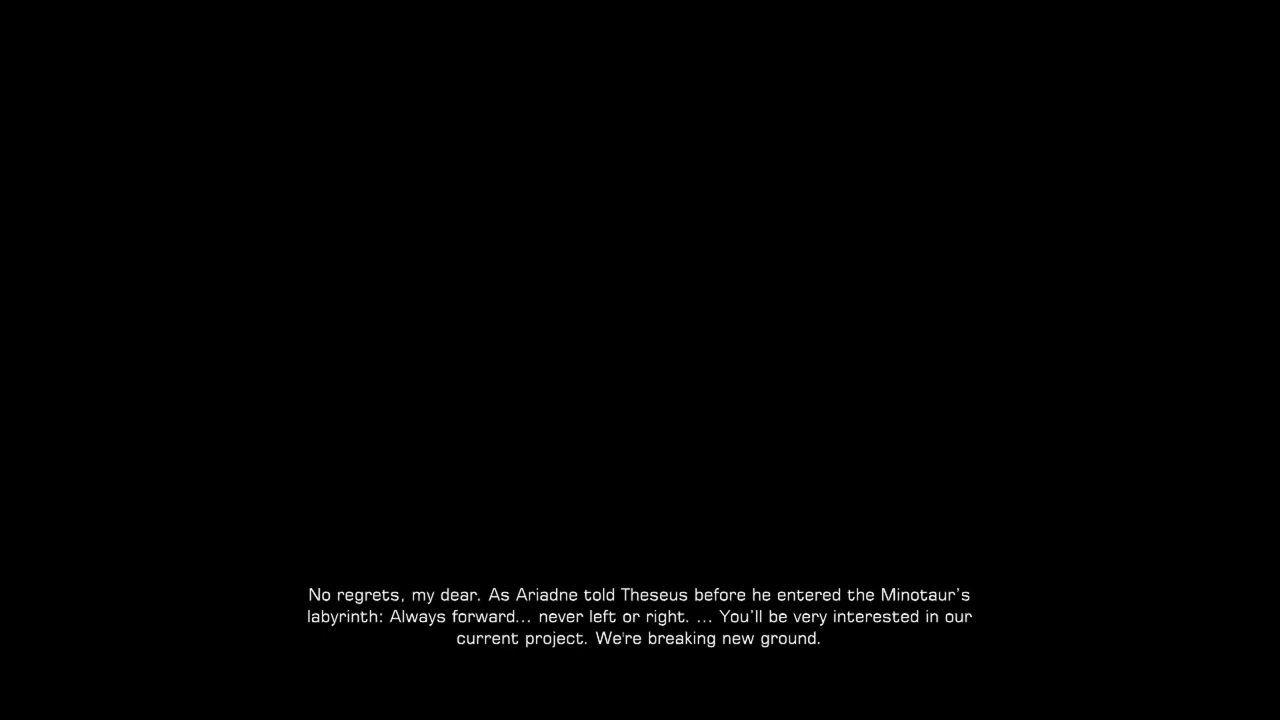 No regrets, my dear. As Ariadne told Theseus before he entered the Minotaur's
labyrinth: Always forward... never left or right. ... You'll be very interested in our
current project. We're breaking new ground.